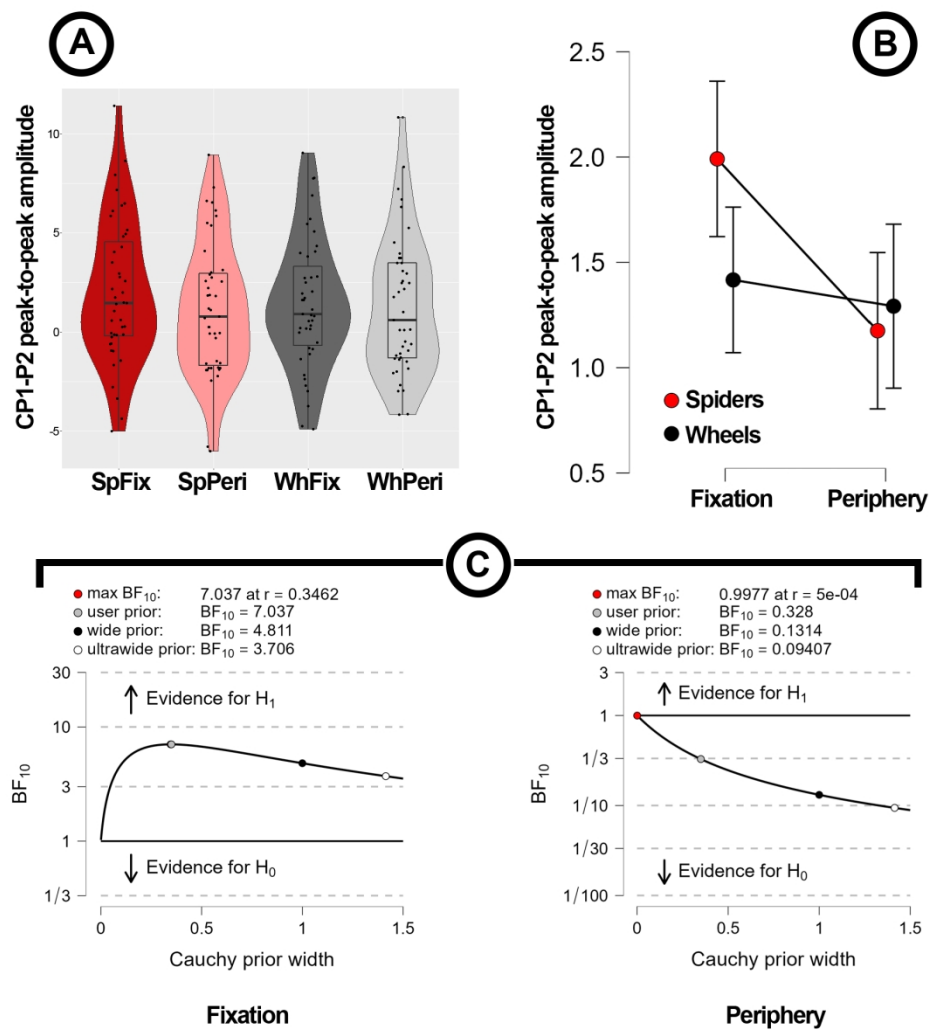 A
CP1-P2 peak-to-peak amplitude
10
5
0
-5
SpFix SpPeri WhFix WhPeri
B
CP1-P2 peak-to-peak amplitude
2.5
2.0
1.5
1.0
0.5
Spiders
Wheels
Fixation Periphery
C
max BF10: 7.037 at r = 0.3462
user prior: BF10 = 7.037
wide prior: BF10 = 4.811
ultrawide prior: BF10 = 3.706
30
10
3
1
1/3
BF10
Evidence for H1
Evidence for H0
0 0.5 1 1.5
Cauchy prior width
Fixation
max BF10: 0.9977 at r = 5e-04
user prior: BF10 = 0.328
wide prior: BF10 = 0.1314
ultrawide prior: BF10 = 0.09407
3
1
1/3
1/10
1/30
1/100
BF10
Evidence for H1
Evidence for H0
0 0.5 1 1.5
Cauchy prior width
Periphery